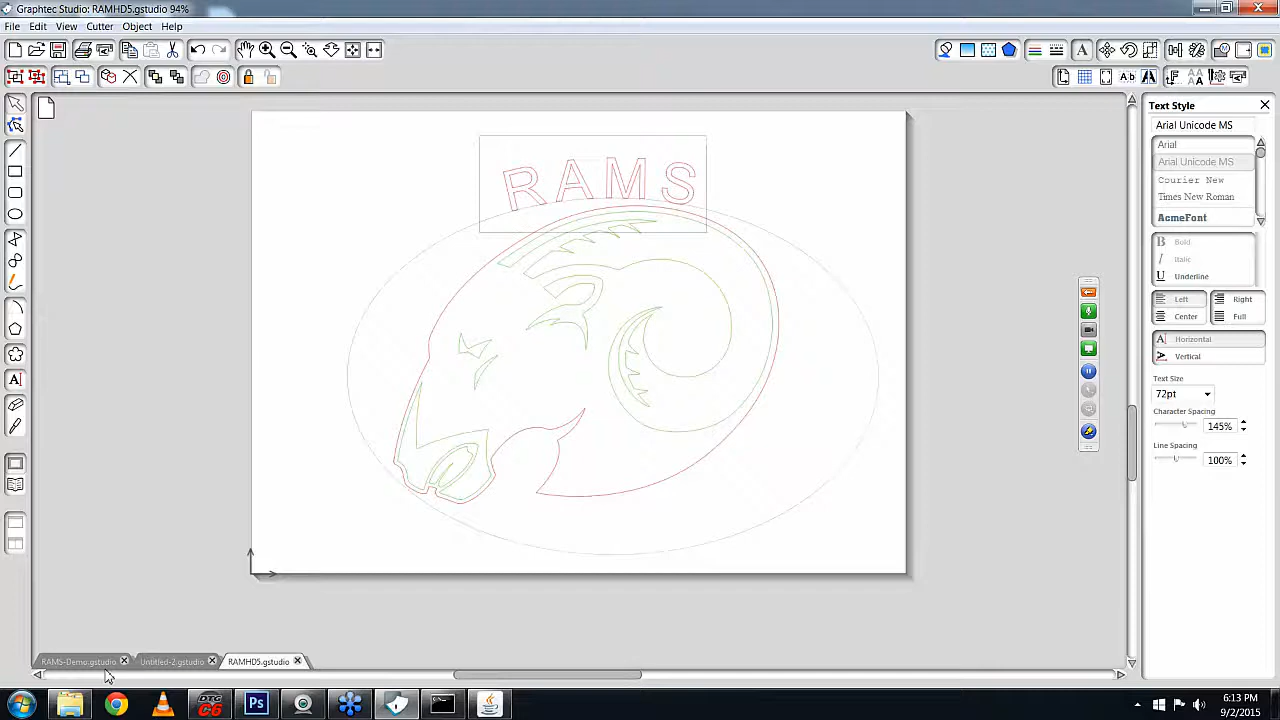 Graphtec Studio: RAMHD5.gstudio 94%
File Edit View Cutter Object Help
Text Style
Arial Unicode MS
Arial
Arial Unicode MS
Courier New
Times New Roman
AcmeFont
B Bold
I Italic
U Underline
Left Right
Center Full
Horizontal
Vertical
Text Size
72pt
Character Spacing
145%
Line Spacing
100%
RAMS
RAMS-Demo.gstudio Untitled-2.gstudio RAMHD5.gstudio
DTG C6 Ps
6:13 PM
9/2/2015